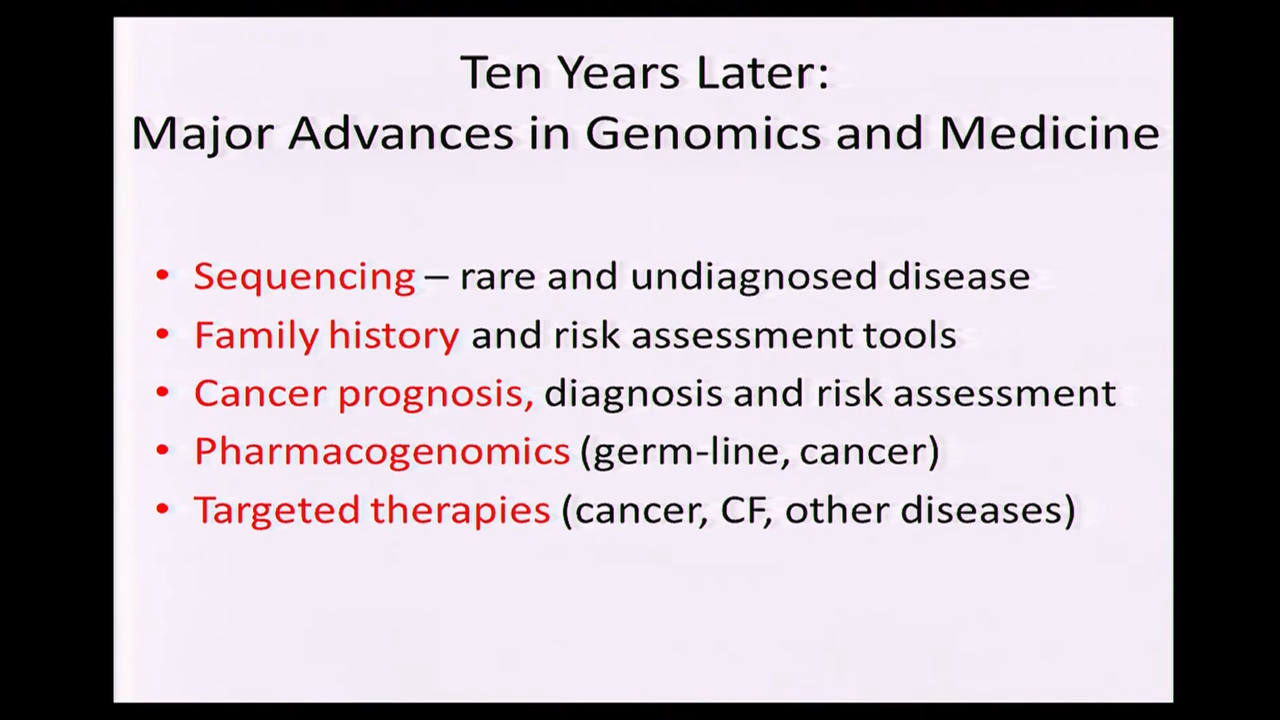 Ten Years Later:
Major Advances in Genomics and Medicine
• Sequencing – rare and undiagnosed disease
• Family history and risk assessment tools
• Cancer prognosis, diagnosis and risk assessment
• Pharmacogenomics (germ-line, cancer)
• Targeted therapies (cancer, CF, other diseases)